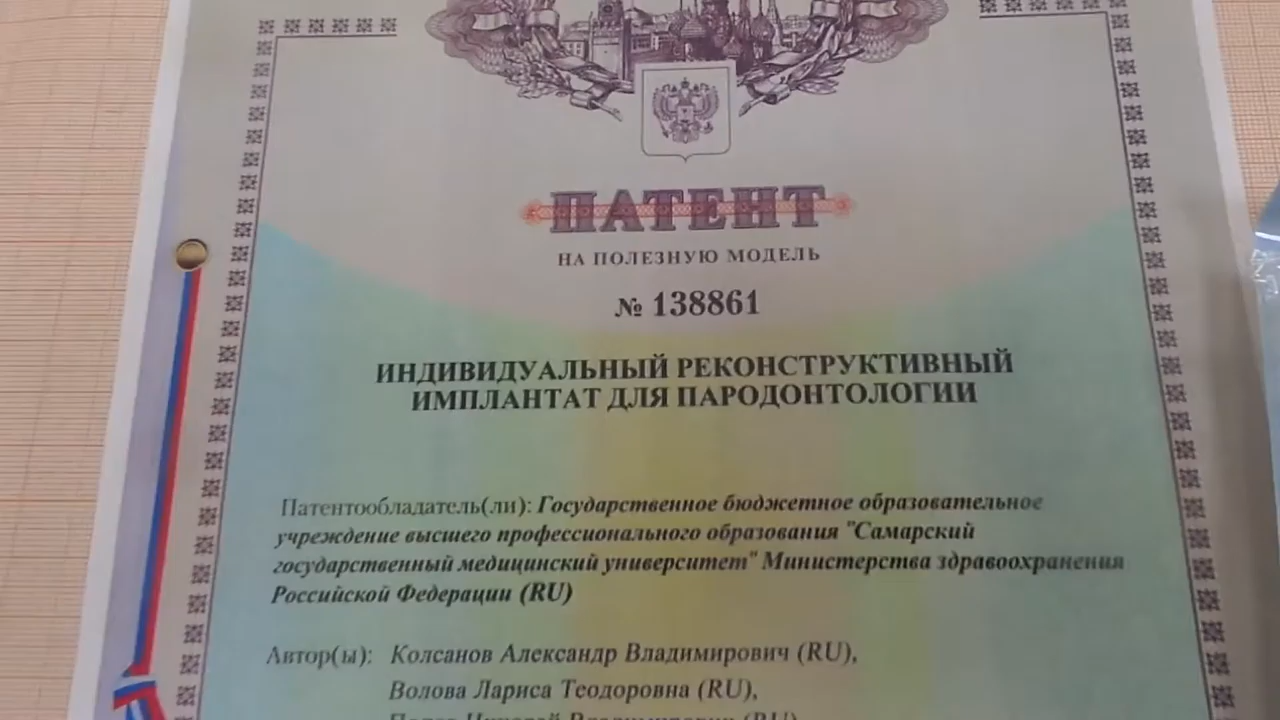 ПАТЕНТ
НА ПОЛЕЗНУЮ МОДЕЛЬ
№ 138861
ИНДИВИДУАЛЬНЫЙ РЕКОНСТРУКТИВНЫЙ
ИМПЛАНТАТ ДЛЯ ПАРОДОНТОЛОГИИ
Патентообладатель(ли): Государственное бюджетное образовательное
учреждение высшего профессионального образования "Самарский
государственный медицинский университет" Министерства здравоохранения
Российской Федерации (RU)
Автор(ы): Колсанов Александр Владимирович (RU),
Волова Лариса Теодоровна (RU),